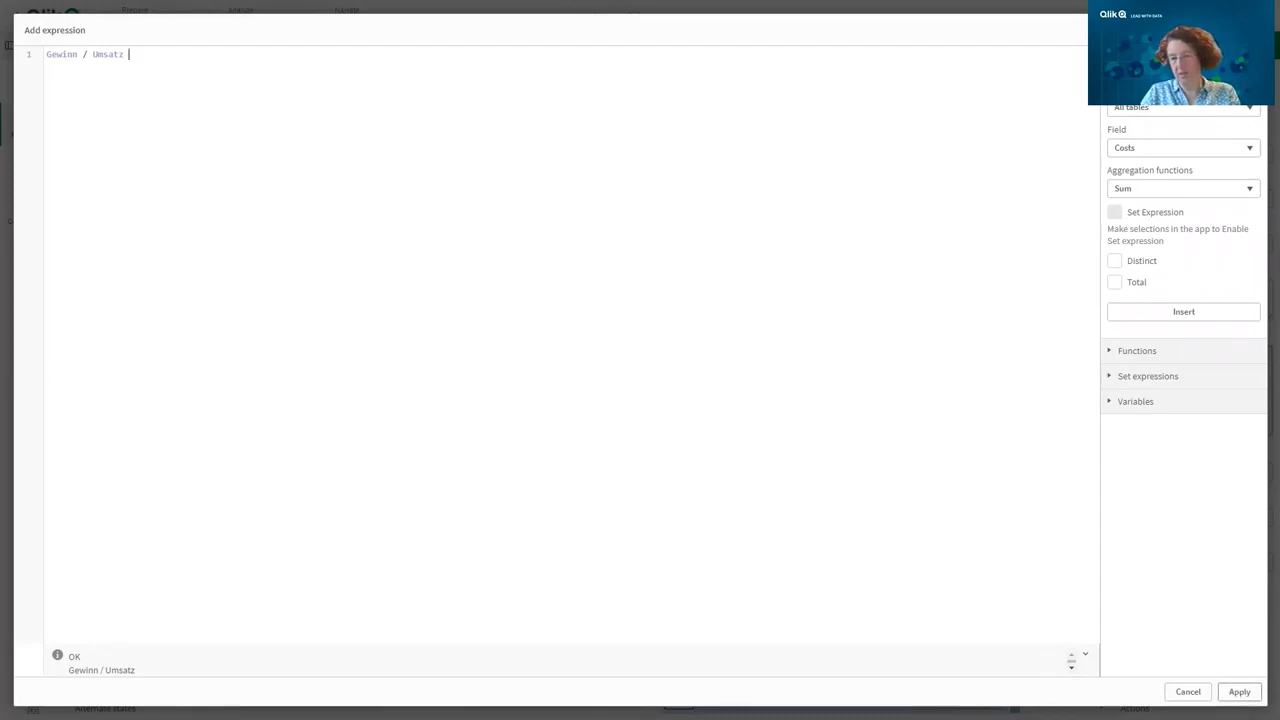 Qlik LEAD WITH DATA
Add expression
1 Gewinn / Umsatz
All tables
Field
Costs
Aggregation functions
Sum
Set Expression
Make selections in the app to Enable
Set expression
Distinct
Total
Insert
Functions
Set expressions
Variables
OK
Gewinn / Umsatz
Cancel
Apply
Alternate states
Actions